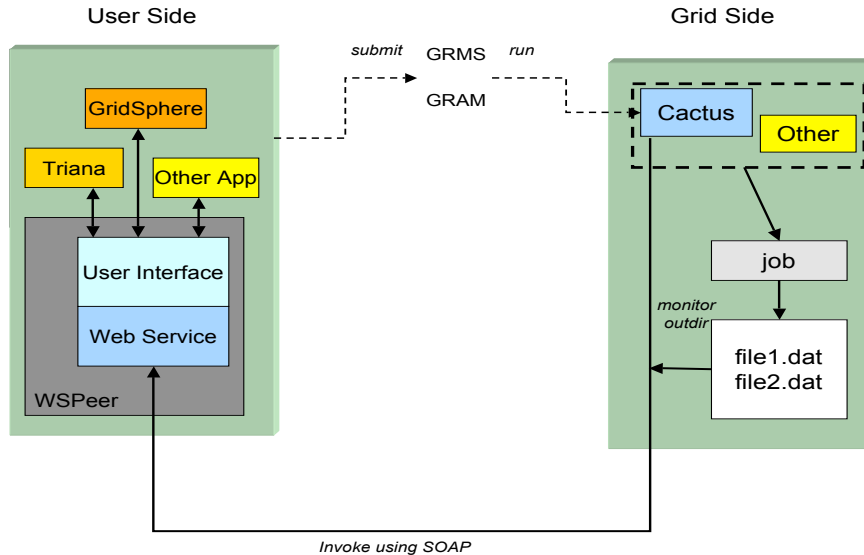 User Side
Grid Side
submit
GRMS
run
GRAM
GridSphere
Triana
Other App
User Interface
Web Service
WSPeer
Cactus
Other
job
monitor
outdir
file1.dat
file2.dat
Invoke using SOAP